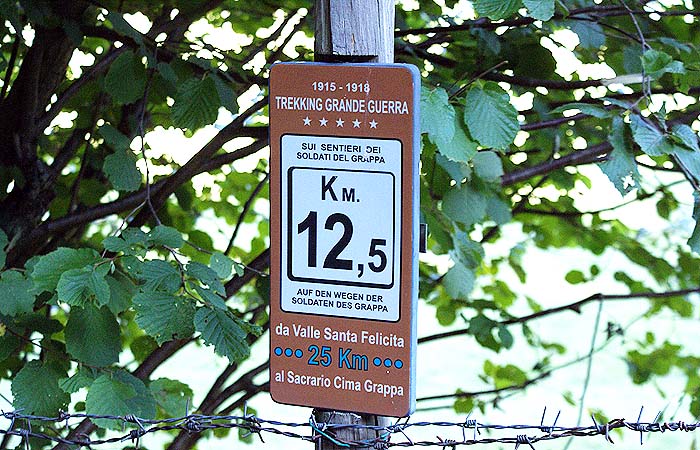 1915 - 1918
TREKKING GRANDE GUERRA
SUI SENTIERI DEI
SOLDATI DEL GRAPPA
KM.
12,5
AUF DEN WEGEN DER
SOLDATEN DES GRAPPA
da Valle Santa Felicita
25 Km
al Sacrario Cima Grappa